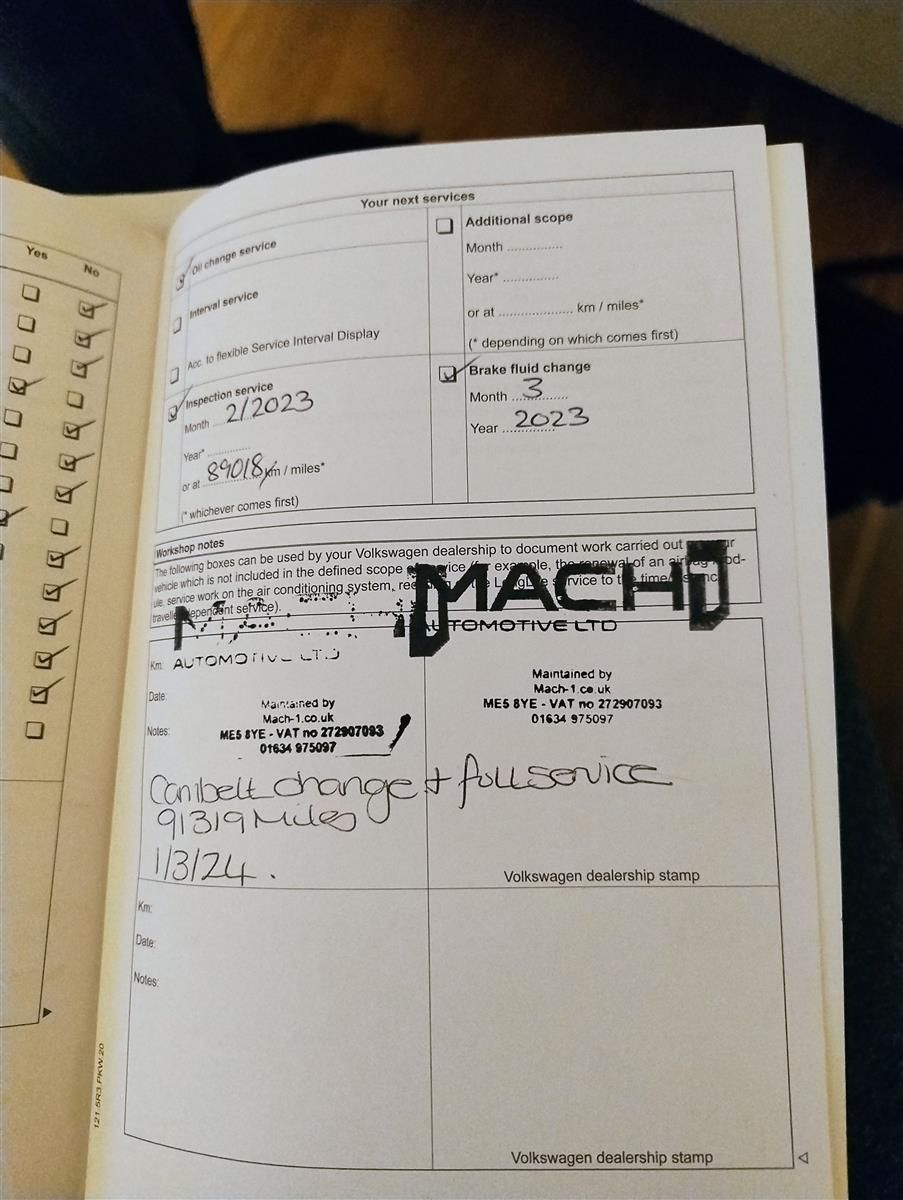 Yes
No
Your next services
Oil change service
Interval service
Acc. to flexible Service Interval Display
Inspection service
Month 2/2023
Year*
or at 89018 km / miles*
(* whichever comes first)
Additional scope
Month
Year*
or at km / miles*
(* depending on which comes first)
Brake fluid change
Month 3
Year 2023
Workshop notes
The following boxes can be used by your Volkswagen dealership to document work carried out
vehicle which is not included in the defined scope (for example, the renewal of an airbag mod-
ule, service work on the air conditioning system, service to
service).
MACH
AUTOMOTIVE LTD
Km:
AUTOMOTIVE LTD
Date:
Notes:
Maintained by
Mach-1.co.uk
ME5 8YE - VAT no 272907093
01634 975097
Maintained by
Mach-1.co.uk
ME5 8YE - VAT no 272907093
01634 975097
Cambelt change + full service
91319 Miles
1/3/24.
Volkswagen dealership stamp
Km:
Date:
Notes:
Volkswagen dealership stamp
121.5R3.PKW.20